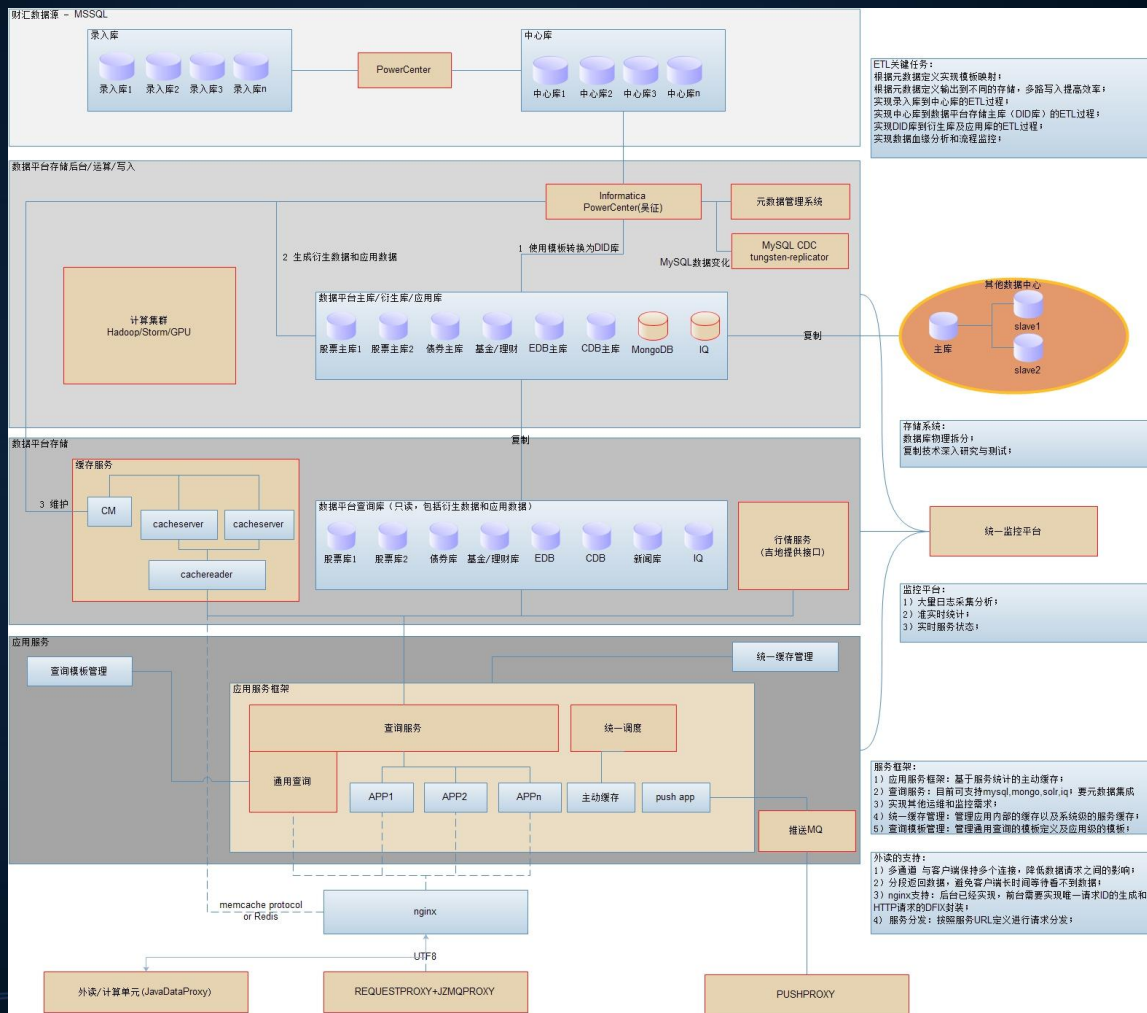 财汇数据源 - MSSQL
录入库
录入库1
录入库2
录入库3
录入库n
PowerCenter
中心库
中心库1
中心库2
中心库3
中心库n
ETL关键任务：
根据元数据定义实现模板映射；
根据元数据定义输出到不同的存储，多路写入提高效率；
实现录入库到中心库的ETL过程；
实现中心库到数据平台存储主库（DID库）的ETL过程；
实现DID库到衍生库及应用库的ETL过程；
实现数据血缘分析和流程监控；
数据平台存储后台/运算/写入
Informatica
PowerCenter(吴征)
元数据管理系统
1 使用模板转换为DID库
MySQL CDC
tungsten-replicator
MySQL数据变化
2 生成衍生数据和应用数据
计算集群
Hadoop/Storm/GPU
数据平台主库/衍生库/应用库
股票主库1
股票主库2
债券主库
基金/理财
EDB主库
CDB主库
MongoDB
IQ
复制
其他数据中心
主库
slave1
slave2
复制
存储系统：
数据库物理拆分；
复制技术深入研究与测试；
数据平台存储
缓存服务
3 维护
CM
cacheserver
cacheserver
cachereader
数据平台查询库（只读，包括衍生数据和应用数据）
股票库1
股票库2
债券库
基金/理财库
EDB
CDB
新闻库
IQ
行情服务
(吉地提供接口)
统一监控平台
监控平台：
1）大量日志采集分析；
2）准实时统计；
3）实时服务状态；
应用服务
查询模板管理
统一缓存管理
应用服务框架
查询服务
统一调度
通用查询
APP1
APP2
APPn
主动缓存
push app
推送MQ
服务框架：
1）应用服务框架：基于服务统计的主动缓存；
2）查询服务：目前可支持mysql,mongo,solr,iq；要元数据集成
3）实现其他运维和监控需求；
4）统一缓存管理：管理应用内部的缓存以及系统级的服务缓存；
5）查询模板管理：管理通用查询的模板定义及应用级的模板；
外读的支持：
1）多通道 与客户端保持多个连接，降低数据请求之间的影响；
2）分段返回数据，避免客户端长时间等待看不到数据；
3）nginx支持：后台已经实现，前台需要实现唯一请求ID的生成和
HTTP请求的DFIX封装；
4） 服务分发：按照服务URL定义进行请求分发；
memcache protocol
or Redis
nginx
UTF8
外读/计算单元(JavaDataProxy)
REQUESTPROXY+JZMQPROXY
PUSHPROXY